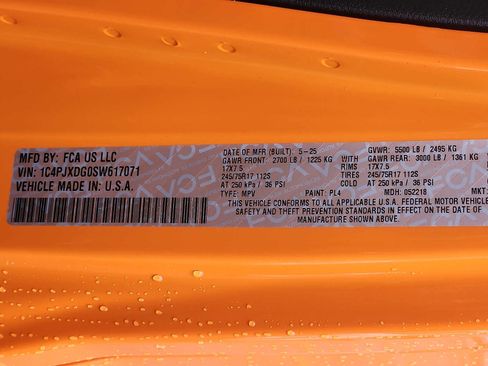 MFD BY: FCA US LLC
VIN: 1C4PJXDG0SW617071
VEHICLE MADE IN U.S.A.
DATE OF MFR (BUILT): 5-25 GVWR: 5500 LB / 2495 KG
GAWR FRONT: 2700 LB / 1225 KG WITH GAWR REAR: 3000 LB / 1361 KG
17X7.5 RIMS 17X7.5
245/75R17 112S TIRES 245/75R17 112S
AT 250 kPa / 36 PSI COLD AT 250 kPa / 36 PSI
TYPE: MPV PAINT: PL4 MDH: 052218 MKT:
THIS VEHICLE CONFORMS TO ALL APPLICABLE U.S.A. FEDERAL MOTOR VEHICLE
SAFETY STANDARDS IN EFFECT ON THE DATE OF
MANUFACTURE SHOWN ABOVE.